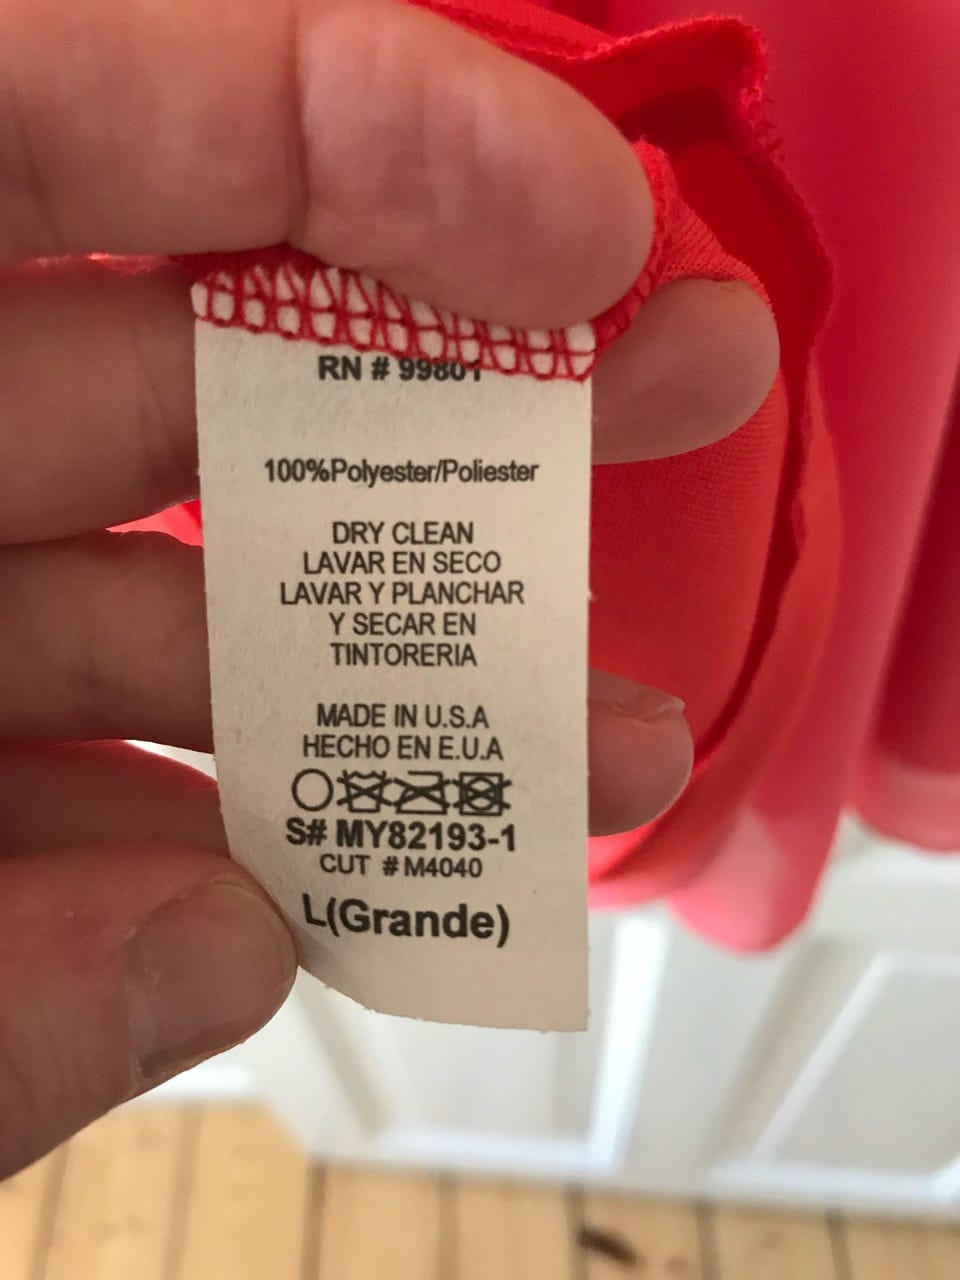 RN # 99801
100%Polyester/Poliester
DRY CLEAN
LAVAR EN SECO
LAVAR Y PLANCHAR
Y SECAR EN
TINTORERIA
MADE IN U.S.A
HECHO EN E.U.A
S# MY82193-1
CUT # M4040
L(Grande)